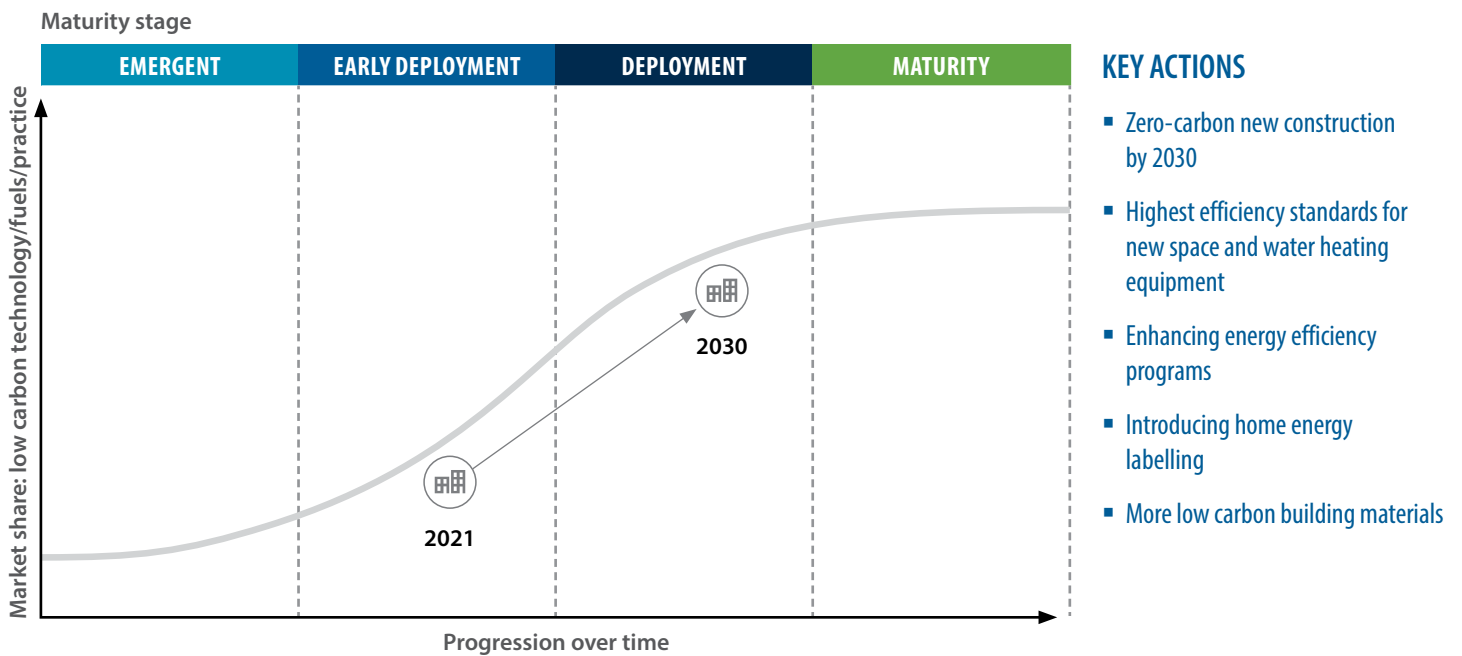 Maturity stage
EMERGENT
EARLY DEPLOYMENT
DEPLOYMENT
MATURITY
Market share: low carbon technology/fuels/practice
2021
2030
Progression over time
KEY ACTIONS
▪ Zero-carbon new construction
by 2030
▪ Highest efficiency standards for
new space and water heating
equipment
▪ Enhancing energy efficiency
programs
▪ Introducing home energy
labelling
▪ More low carbon building materials